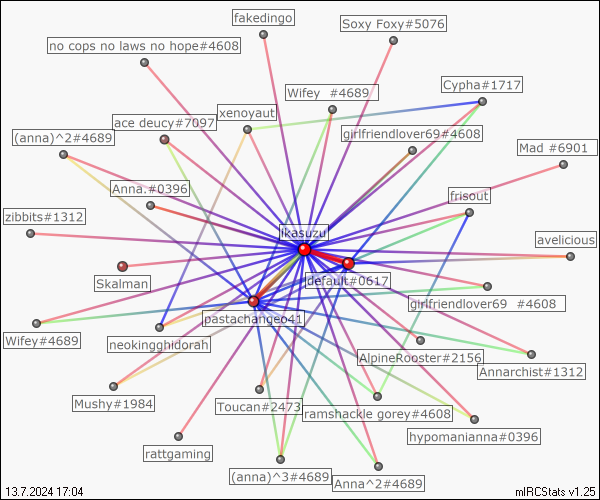 fakedingo
Soxy Foxy#5076
no cops no laws no hope#4608
Cypha#1717
Wifey  #4689
xenoyaut
ace deucy#7097
girlfriendlover69#4608
(anna)^2#4689
Mad #6901
Anna.#0396
frisout
zibbits#1312
ikasuzu
avelicious
Skalman
default#0617
girlfriendlover69  #4608
pastachangeo41
Wifey#4689
neokingghidorah
AlpineRooster#2156
Annarchist#1312
Mushy#1984
Toucan#2473
ramshackle gorey#4608
hypomanianna#0396
rattgaming
(anna)^3#4689
Anna^2#4689
13.7.2024 17:04
mIRCStats v1.25